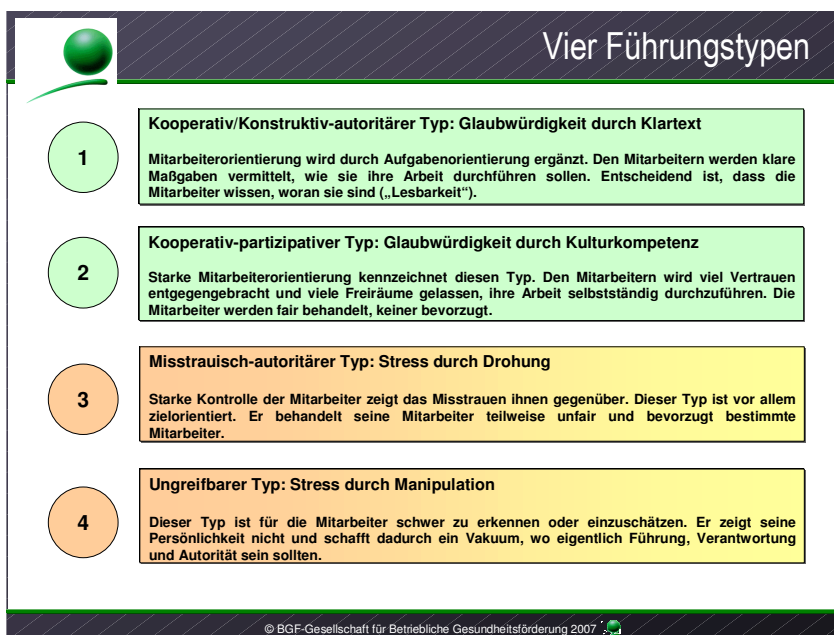 Vier Führungstypen
1
Kooperativ/Konstruktiv-autoritärer Typ: Glaubwürdigkeit durch Klartext
Mitarbeiterorientierung wird durch Aufgabenorientierung ergänzt. Den Mitarbeitern werden klare
Maßgaben vermittelt, wie sie ihre Arbeit durchführen sollen. Entscheidend ist, dass die
Mitarbeiter wissen, woran sie sind („Lesbarkeit“).
2
Kooperativ-partizipativer Typ: Glaubwürdigkeit durch Kulturkompetenz
Starke Mitarbeiterorientierung kennzeichnet diesen Typ. Den Mitarbeitern wird viel Vertrauen
entgegengebracht und viele Freiräume gelassen, ihre Arbeit selbstständig durchzuführen. Die
Mitarbeiter werden fair behandelt, keiner bevorzugt.
3
Misstrauisch-autoritärer Typ: Stress durch Drohung
Starke Kontrolle der Mitarbeiter zeigt das Misstrauen ihnen gegenüber. Dieser Typ ist vor allem
zielorientiert. Er behandelt seine Mitarbeiter teilweise unfair und bevorzugt bestimmte
Mitarbeiter.
4
Ungreifbarer Typ: Stress durch Manipulation
Dieser Typ ist für die Mitarbeiter schwer zu erkennen oder einzuschätzen. Er zeigt seine
Persönlichkeit nicht und schafft dadurch ein Vakuum, wo eigentlich Führung, Verantwortung
und Autorität sein sollten.
© BGF-Gesellschaft für Betriebliche Gesundheitsförderung 2007